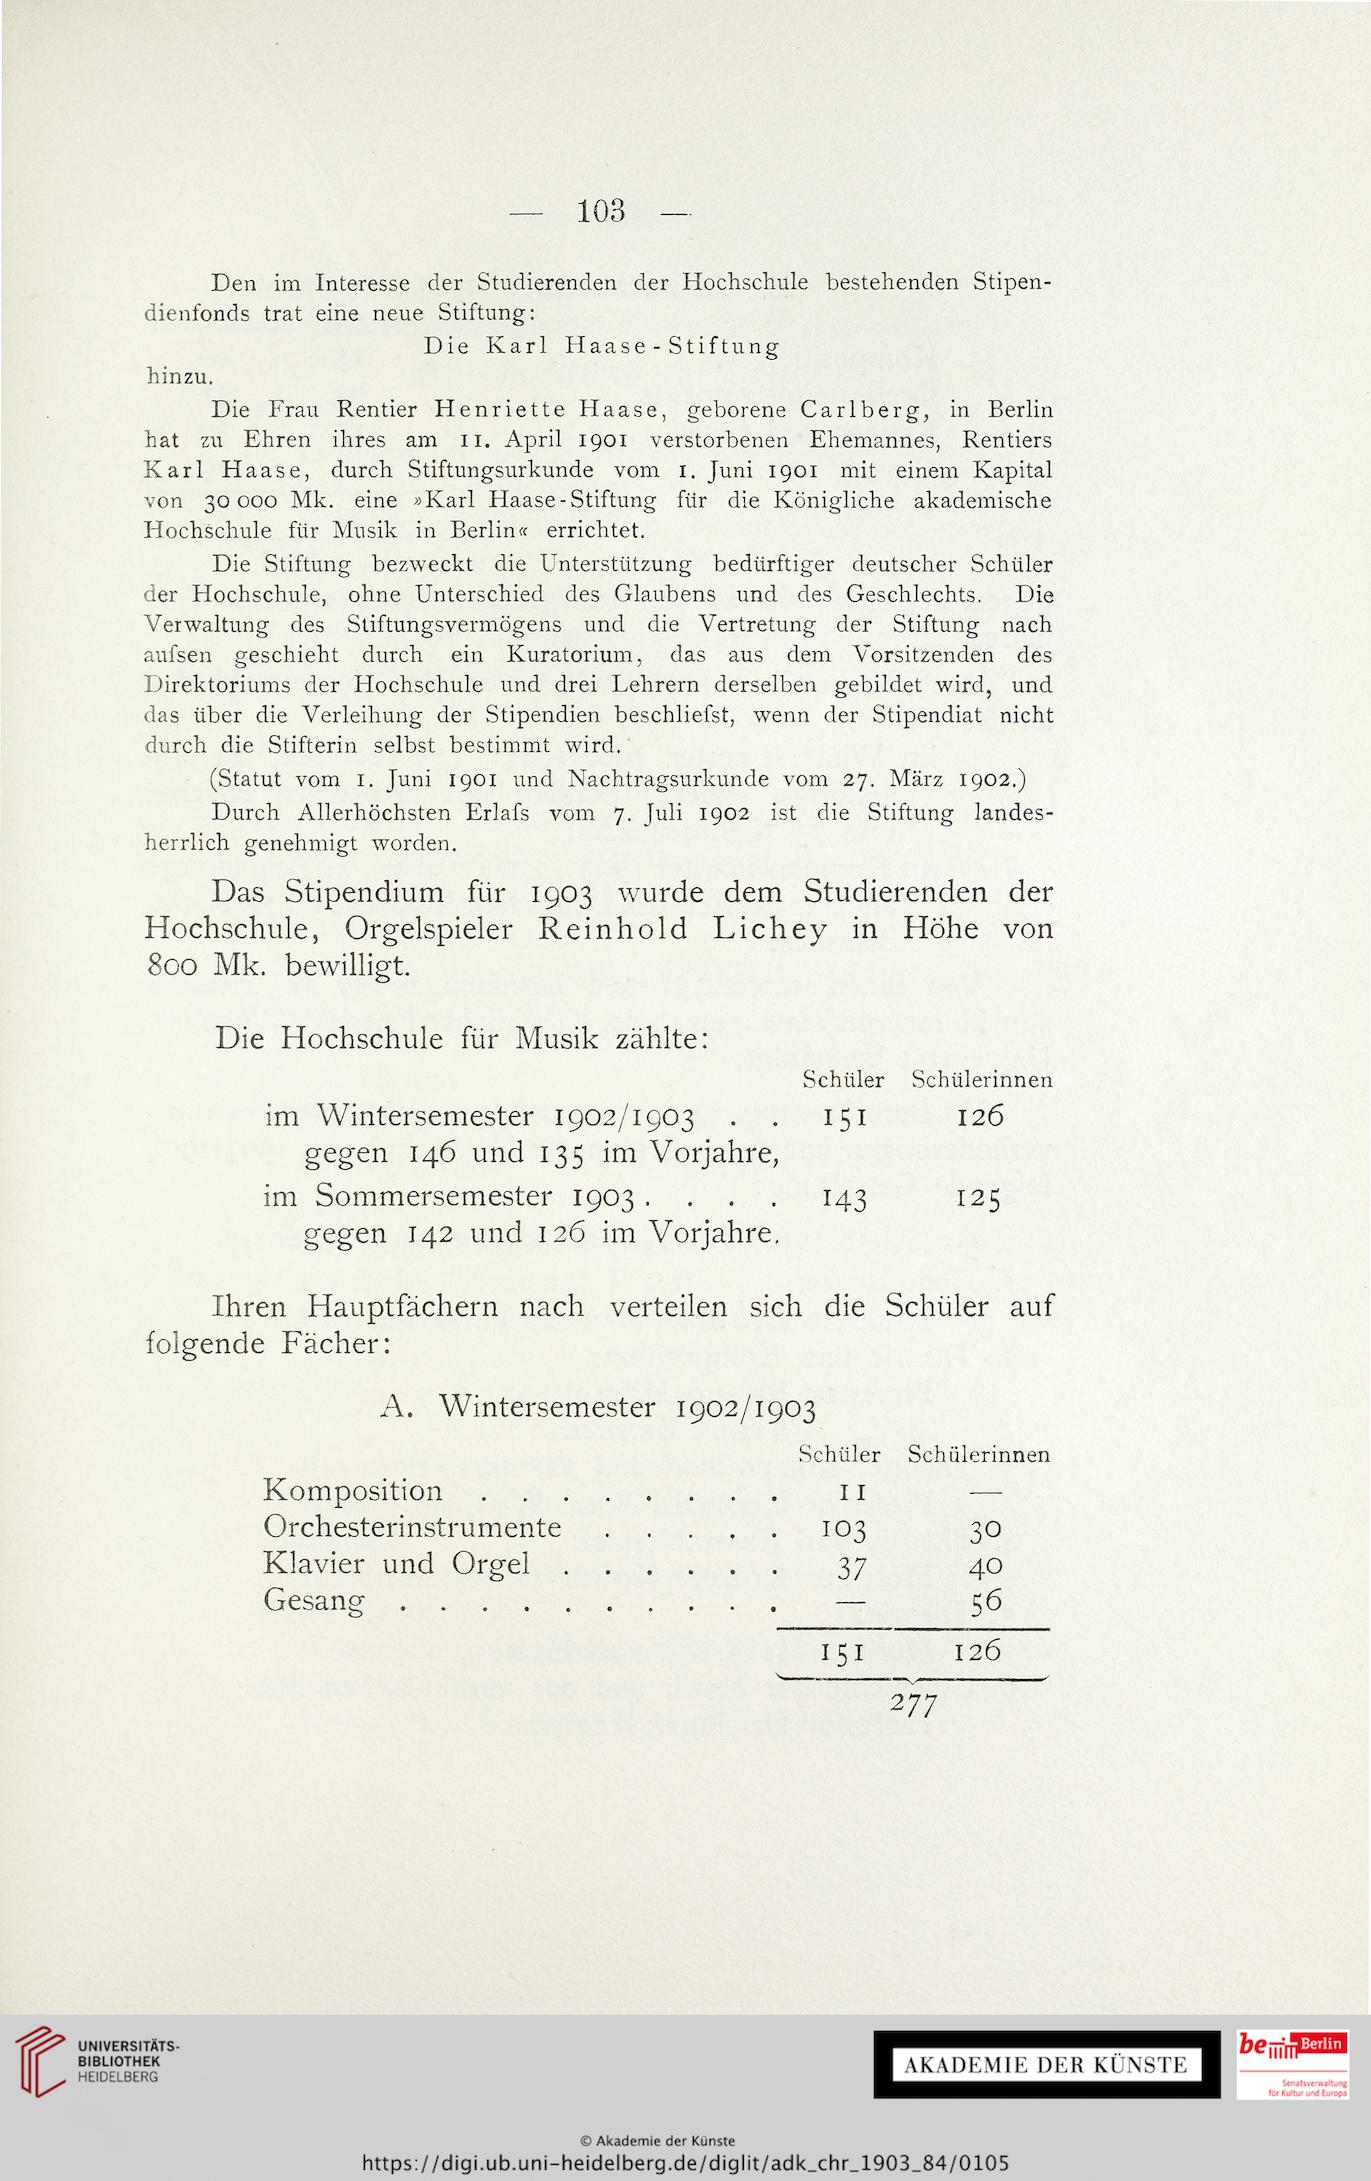 — 103 —
Den im Interesse der Studierenden der Hochschule bestehenden Stipen-
dienfonds trat eine neue Stiftung:
Die Karl Haase-Stiftung
hinzu.
Die Frau Rentier Henriette Haase, geborene Carlberg, in Berlin
hat zu Ehren ihres am 11. April 1901 verstorbenen Ehemannes, Rentiers
Karl Haase, durch Stiftungsurkunde vom 1. Juni 1901 mit einem Kapital
von 30 000 Mk. eine »Karl Haase-Stiftung für die Königliche akademische
Hochschule für Musik in Berlin« errichtet.
Die Stiftung bezweckt die Unterstützung bedürftiger deutscher Schüler
der Hochschule, ohne Unterschied des Glaubens und des Geschlechts. Die
Verwaltung des Stiftungsvermögens und die Vertretung der Stiftung nach
aufsen geschieht durch ein Kuratorium, das aus dem Vorsitzenden des
Direktoriums der Hochschule und drei Lehrern derselben gebildet wird, und
das über die Verleihung der Stipendien beschliefst, wenn der Stipendiat nicht
durch die Stifterin selbst bestimmt wird.
(Statut vom 1. Juni 1901 und Nachtragsurkunde vom 27. März 1902.)
Durch Allerhöchsten Erlafs vom 7. Juli 1902 ist die Stiftung landes-
herrlich genehmigt worden.
Das Stipendium für 1903 wurde dem Studierenden der
Hochschule, Orgelspieler Reinhold Lichey in Höhe von
800 Mk. bewilligt.
Die Hochschule für Musik zählte:
Schüler Schülerinnen
im Wintersemester 1902/1903 . . 151 126
gegen 146 und 135 im Vorjahre,
im Sommersemester 1903 . . . . 143 125
gegen 142 und 126 im Vorjahre.
Ihren Hauptfächern nach verteilen sich die Schüler auf
folgende Fächer:
A. Wintersemester 1902/1903
Schüler Schülerinnen
Komposition . . . . . . . . 11 —
Orchesterinstrumente . . . . . 103 30
Klavier und Orgel . . . . . . 37 40
Gesang . . . . . . . . . . — 56
151 126
277
UNIVERSITÄTS-
BIBLIOTHEK
HEIDELBERG
AKADEMIE DER KÜNSTE
be Berlin
Senatsverwaltung
für Kultur und Europa
© Akademie der Künste
https://digi.ub.uni-heidelberg.de/diglit/adk_chr_1903_84/0105